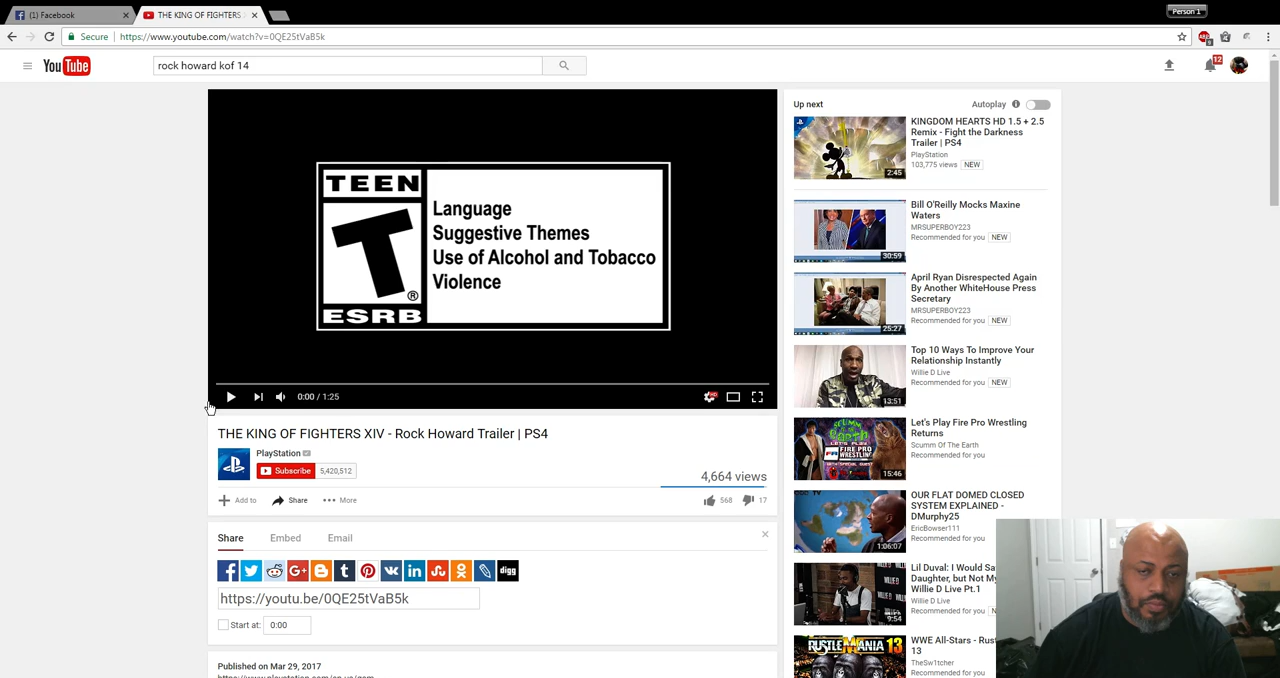 (1) Facebook
THE KING OF FIGHTERS
Person 1
Secure
https://www.youtube.com/watch?v=0QE25tVaB5k
YouTube
rock howard kof 14
12
TEEN
T
ESRB
Language
Suggestive Themes
Use of Alcohol and Tobacco
Violence
0:00 / 1:25
THE KING OF FIGHTERS XIV - Rock Howard Trailer | PS4
PlayStation
Subscribe
5,420,512
4,664 views
Add to
Share
More
568
17
Share
Embed
Email
digg
https://youtu.be/0QE25tVaB5k
Start at:
0:00
Published on Mar 29, 2017
Up next
Autoplay
KINGDOM HEARTS HD 1.5 + 2.5
Remix - Fight the Darkness
Trailer | PS4
PlayStation
103,775 views
NEW
2:45
Bill O'Reilly Mocks Maxine
Waters
MRSUPERBOY223
Recommended for you
NEW
30:59
April Ryan Disrespected Again
By Another WhiteHouse Press
Secretary
MRSUPERBOY223
Recommended for you
NEW
25:27
Top 10 Ways To Improve Your
Relationship Instantly
Willie D Live
Recommended for you
NEW
13:51
Let's Play Fire Pro Wrestling
Returns
Scumm Of The Earth
Recommended for you
15:46
OUR FLAT DOMED CLOSED
SYSTEM EXPLAINED -
DMurphy25
EricBowser111
Recommended for you
1:06:07
Lil Duval: I Would
Daughter, but Not
Willie D Live Pt.1
Willie D Live
Recommended for you
9:54
WWE All-Stars -
13
TheSw1tcher
Recommended for you
RUSTLEMANIA 13